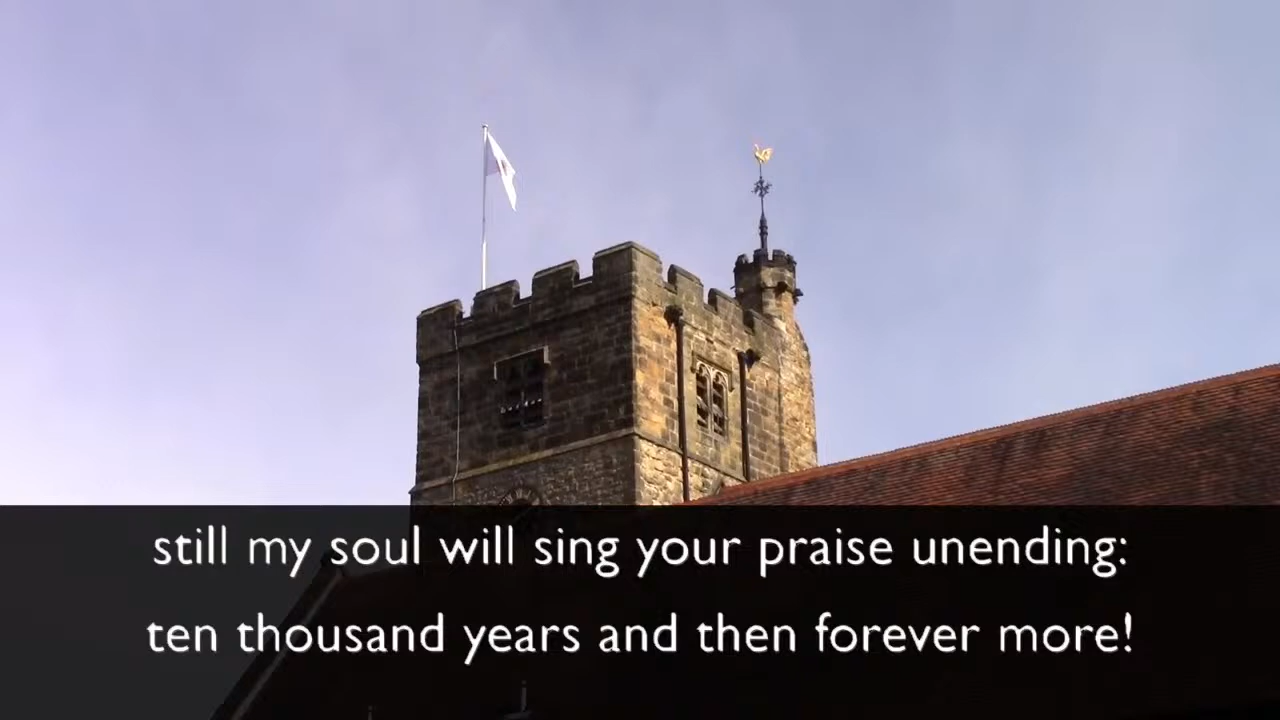 still my soul will sing your praise unending:
ten thousand years and then forever more!